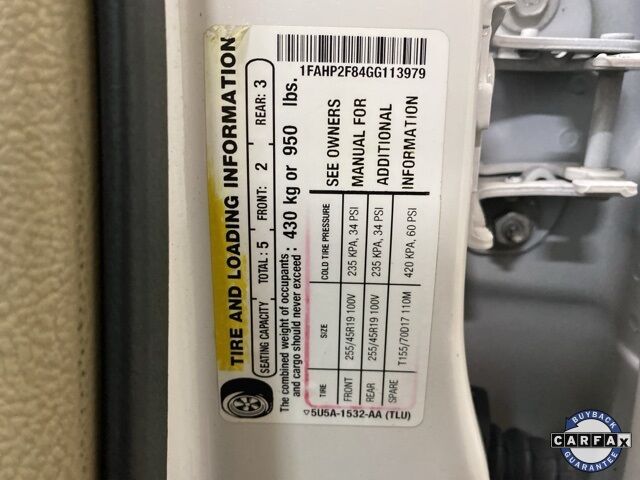 1FAHP2F84GG113979
TIRE AND LOADING INFORMATION
SEATING CAPACITY TOTAL: 5 FRONT: 2 REAR: 3
The combined weight of occupants
and cargo should never exceed: 430 kg or 950 lbs.
TIRE SIZE COLD TIRE PRESSURE
FRONT 255/45R19 100V 235 KPA, 34 PSI
REAR 255/45R19 100V 235 KPA, 34 PSI
SPARE T155/70D17 110M 420 KPA, 60 PSI
SEE OWNERS
MANUAL FOR
ADDITIONAL
INFORMATION
5U5A-1532-AA (TLU)
BUYBACK
CARFAX
GUARANTEE